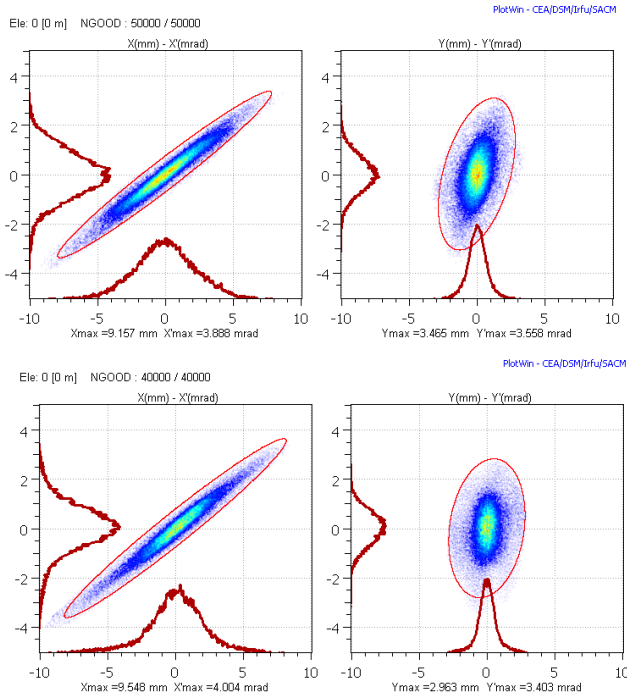 PlotWin - CEA/DSM/Irfu/SACM
Ele: 0 [0 m] NGOOD : 50000 / 50000
X(mm) - X'(mrad) Y(mm) - Y'(mrad)
4 4
2 2
0 0
-2 -2
-4 -4
-10 -5 0 5 10 -10 -5 0 5 10
Xmax =9.157 mm X'max =3.888 mrad Ymax =3.465 mm Y'max =3.558 mrad
PlotWin - CEA/DSM/Irfu/SACM
Ele: 0 [0 m] NGOOD : 40000 / 40000
X(mm) - X'(mrad) Y(mm) - Y'(mrad)
4 4
2 2
0 0
-2 -2
-4 -4
-10 -5 0 5 10 -10 -5 0 5 10
Xmax =9.548 mm X'max =4.004 mrad Ymax =2.963 mm Y'max =3.403 mrad